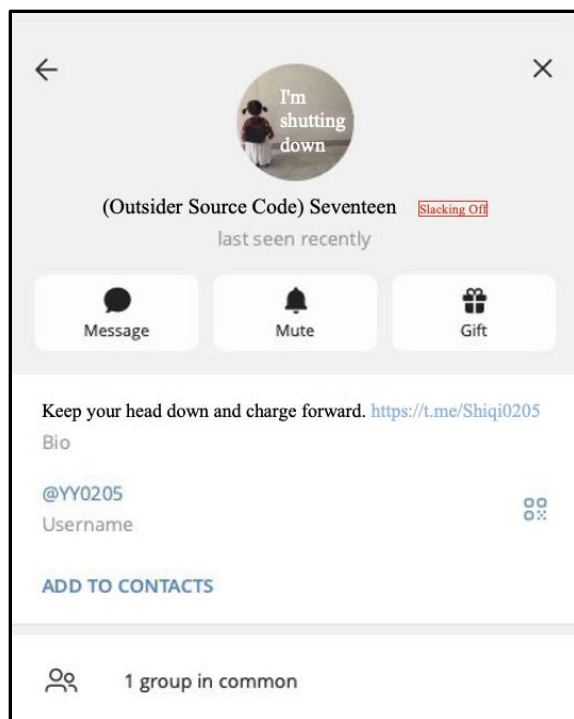 I'm
shutting
down
(Outsider Source Code) Seventeen Slacking Off
last seen recently
Message Mute Gift
Keep your head down and charge forward. https://t.me/Shiqi0205
Bio
@YY0205
Username
ADD TO CONTACTS
1 group in common